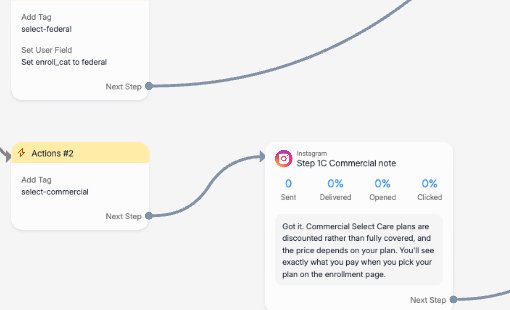 Add Tag
select-federal
Set User Field
Set enroll_cat to federal
Next Step
Actions #2
Add Tag
select-commercial
Next Step
Instagram
Step 1C Commercial note
0 0% 0% 0%
Sent Delivered Opened Clicked
Got it. Commercial Select Care plans are
discounted rather than fully covered, and
the price depends on your plan. You'll see
exactly what you pay when you pick your
plan on the enrollment page.
Next Step